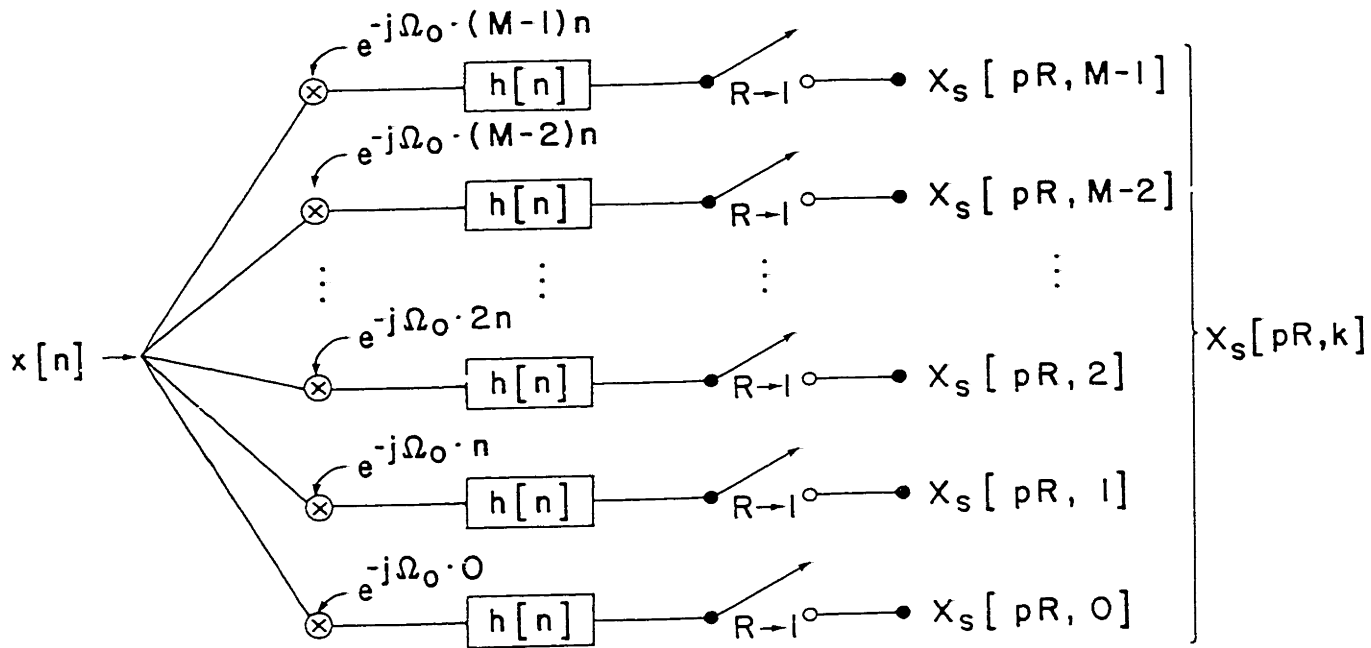 e^{-jΩ₀·(M-1)n}
⊗ h[n] R→1 X_s[pR, M-1]
e^{-jΩ₀·(M-2)n}
⊗ h[n] R→1 X_s[pR, M-2]
⋮ ⋮ ⋮ ⋮
e^{-jΩ₀·2n}
x[n] X_s[pR,k]
⊗ h[n] R→1 X_s[pR, 2]
e^{-jΩ₀·n}
⊗ h[n] R→1 X_s[pR, 1]
e^{-jΩ₀·0}
⊗ h[n] R→1 X_s[pR, 0]